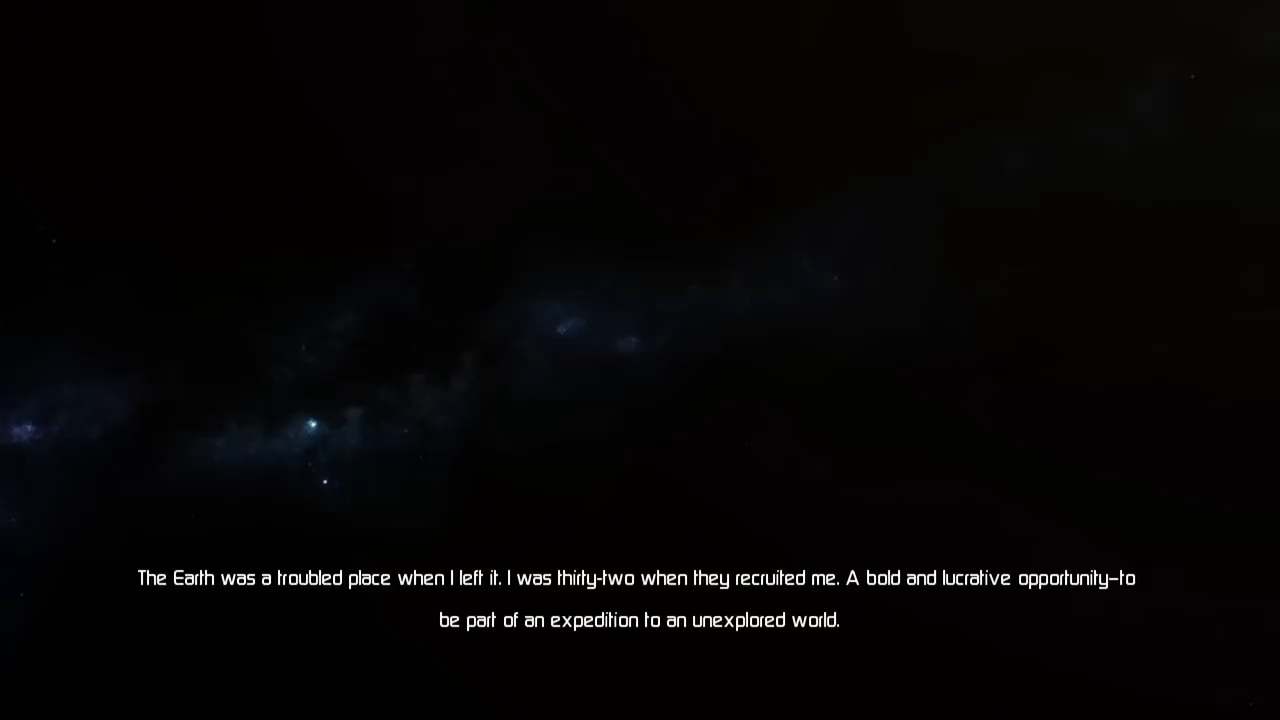 The Earth was a troubled place when I left it. I was thirty-two when they recruited me. A bold and lucrative opportunity–to
be part of an expedition to an unexplored world.